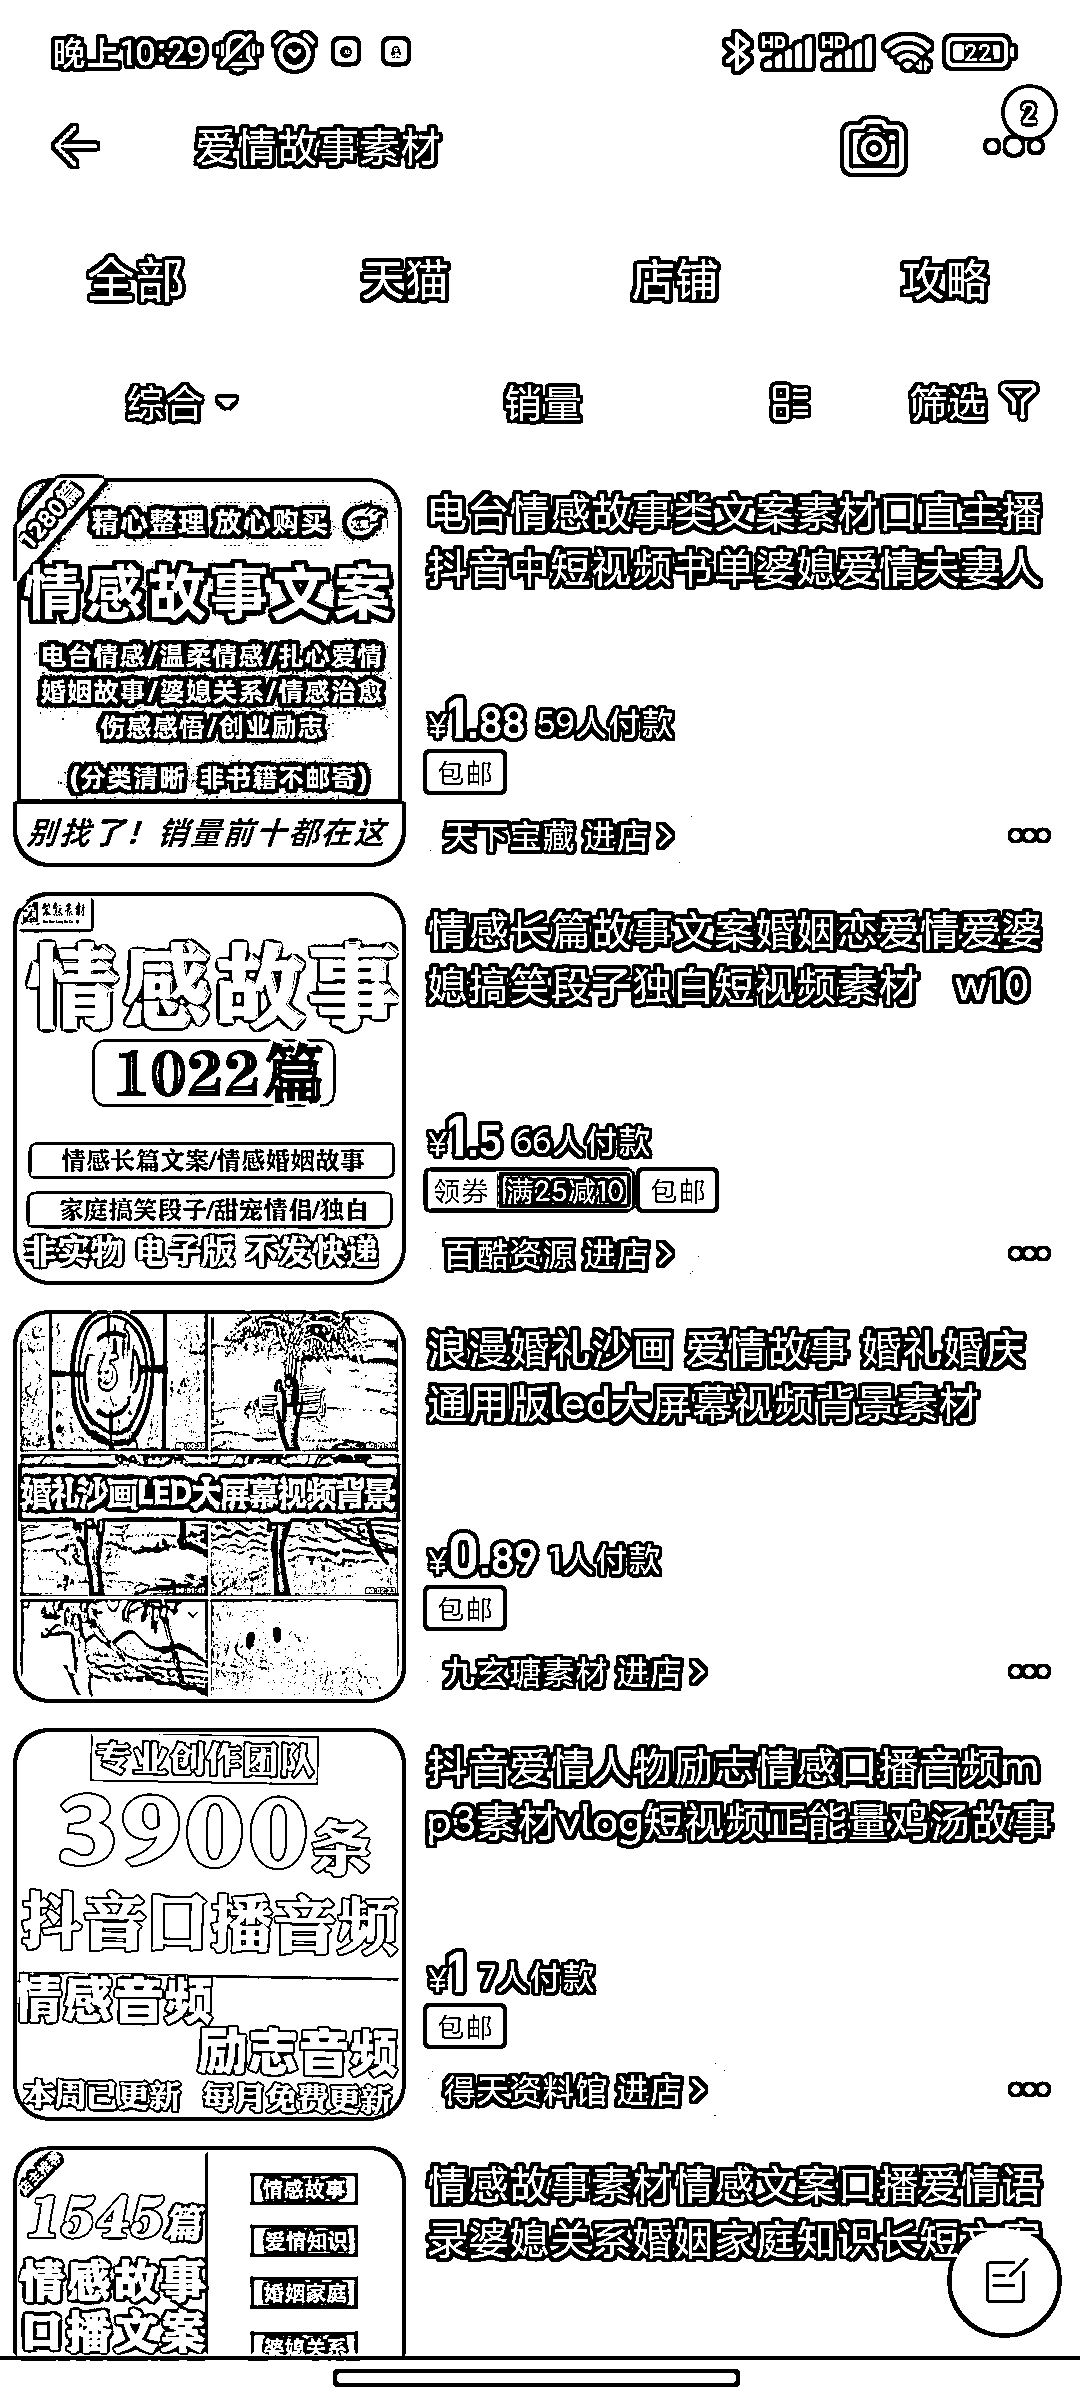 晚上10:29
HD
HD
22
2
爱情故事素材
全部
天猫
店铺
攻略
综合
销量
筛选
1280篇
精心整理 放心购买
情感故事文案
电台情感/温柔情感/扎心爱情
婚姻故事/婆媳关系/情感治愈
伤感感悟/创业励志
(分类清晰 非书籍不邮寄)
别找了! 销量前十都在这
电台情感故事类文案素材口直主播
抖音中短视频书单婆媳爱情夫妻人
¥1.88 59人付款
包邮
天下宝藏 进店
情感故事
1022篇
情感长篇文案/情感婚姻故事
家庭搞笑段子/甜宠情侣/独白
非实物 电子版 不发快递
情感长篇故事文案婚姻恋爱情爱婆
媳搞笑段子独白短视频素材 w10
¥1.5 66人付款
领券 满25减10 包邮
百酷资源 进店
婚礼沙画LED大屏幕视频背景
浪漫婚礼沙画 爱情故事 婚礼婚庆
通用版led大屏幕视频背景素材
¥0.89 1人付款
包邮
九玄瑭素材 进店
专业创作团队
3900条
抖音口播音频
情感音频
励志音频
本周已更新 每月免费更新
抖音爱情人物励志情感口播音频m
p3素材vlog短视频正能量鸡汤故事
¥1 7人付款
包邮
得天资料馆 进店
1545篇
情感故事
口播文案
情感故事
爱情知识
婚姻家庭
婆媳关系
情感故事素材情感文案口播爱情语
录婆媳关系婚姻家庭知识长短